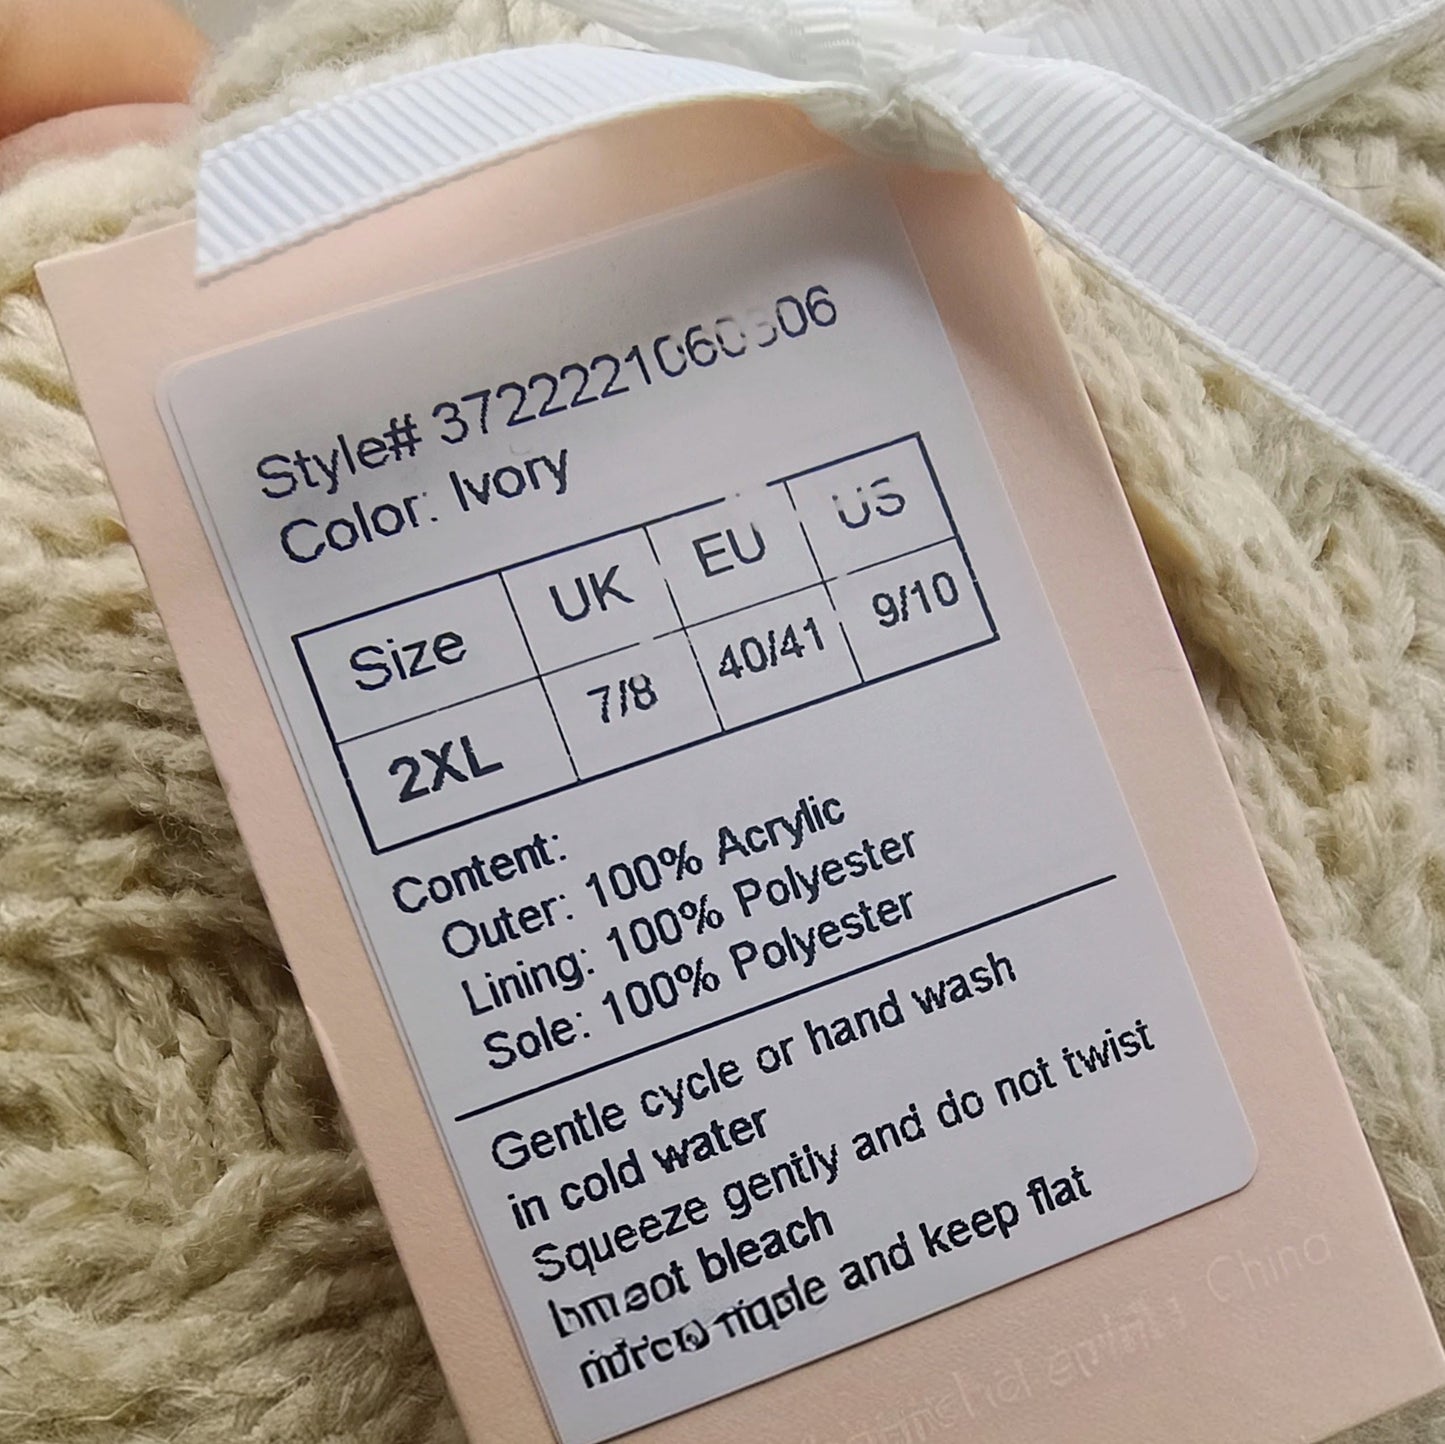 Style# 3722221060306
Color: Ivory
Size UK EU US
2XL 7/8 40/41 9/10
Content:
Outer: 100% Acrylic
Lining: 100% Polyester
Sole: 100% Polyester
Gentle cycle or hand wash
in cold water
Squeeze gently and do not twist
bleach
and keep flat
China